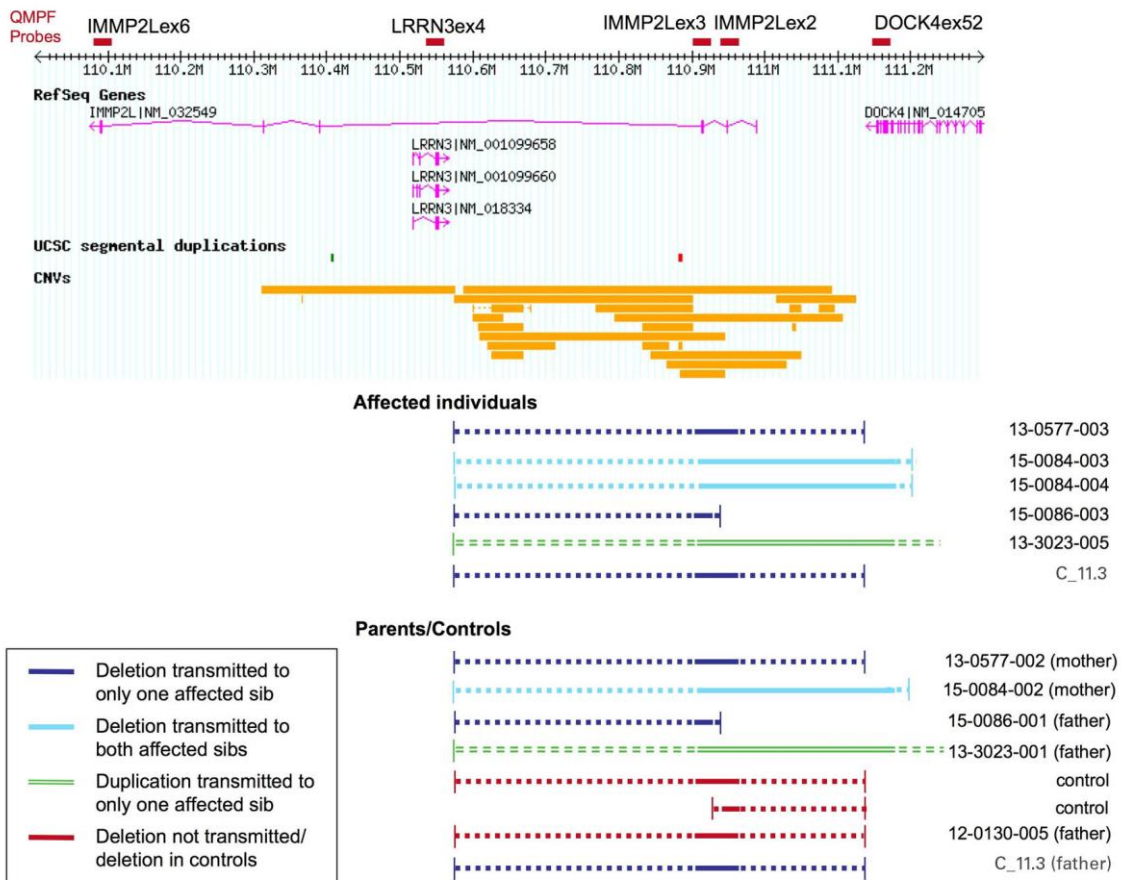 QMPF
Probes
IMMP2Lex6
LRRN3ex4
IMMP2Lex3
IMMP2Lex2
DOCK4ex52
110.1M 110.2M 110.3M 110.4M 110.5M 110.6M 110.7M 110.8M 110.9M 111M 111.1M 111.2M
RefSeq Genes
IMMP2L|NM_032549
DOCK4|NM_014705
LRRN3|NM_001099658
LRRN3|NM_001099660
LRRN3|NM_018334
UCSC segmental duplications
CNVs
Affected individuals
13-0577-003
15-0084-003
15-0084-004
15-0086-003
13-3023-005
C_11.3
Parents/Controls
13-0577-002 (mother)
15-0084-002 (mother)
15-0086-001 (father)
13-3023-001 (father)
control
control
12-0130-005 (father)
C_11.3 (father)
Deletion transmitted to
only one affected sib
Deletion transmitted to
both affected sibs
Duplication transmitted to
only one affected sib
Deletion not transmitted/
deletion in controls